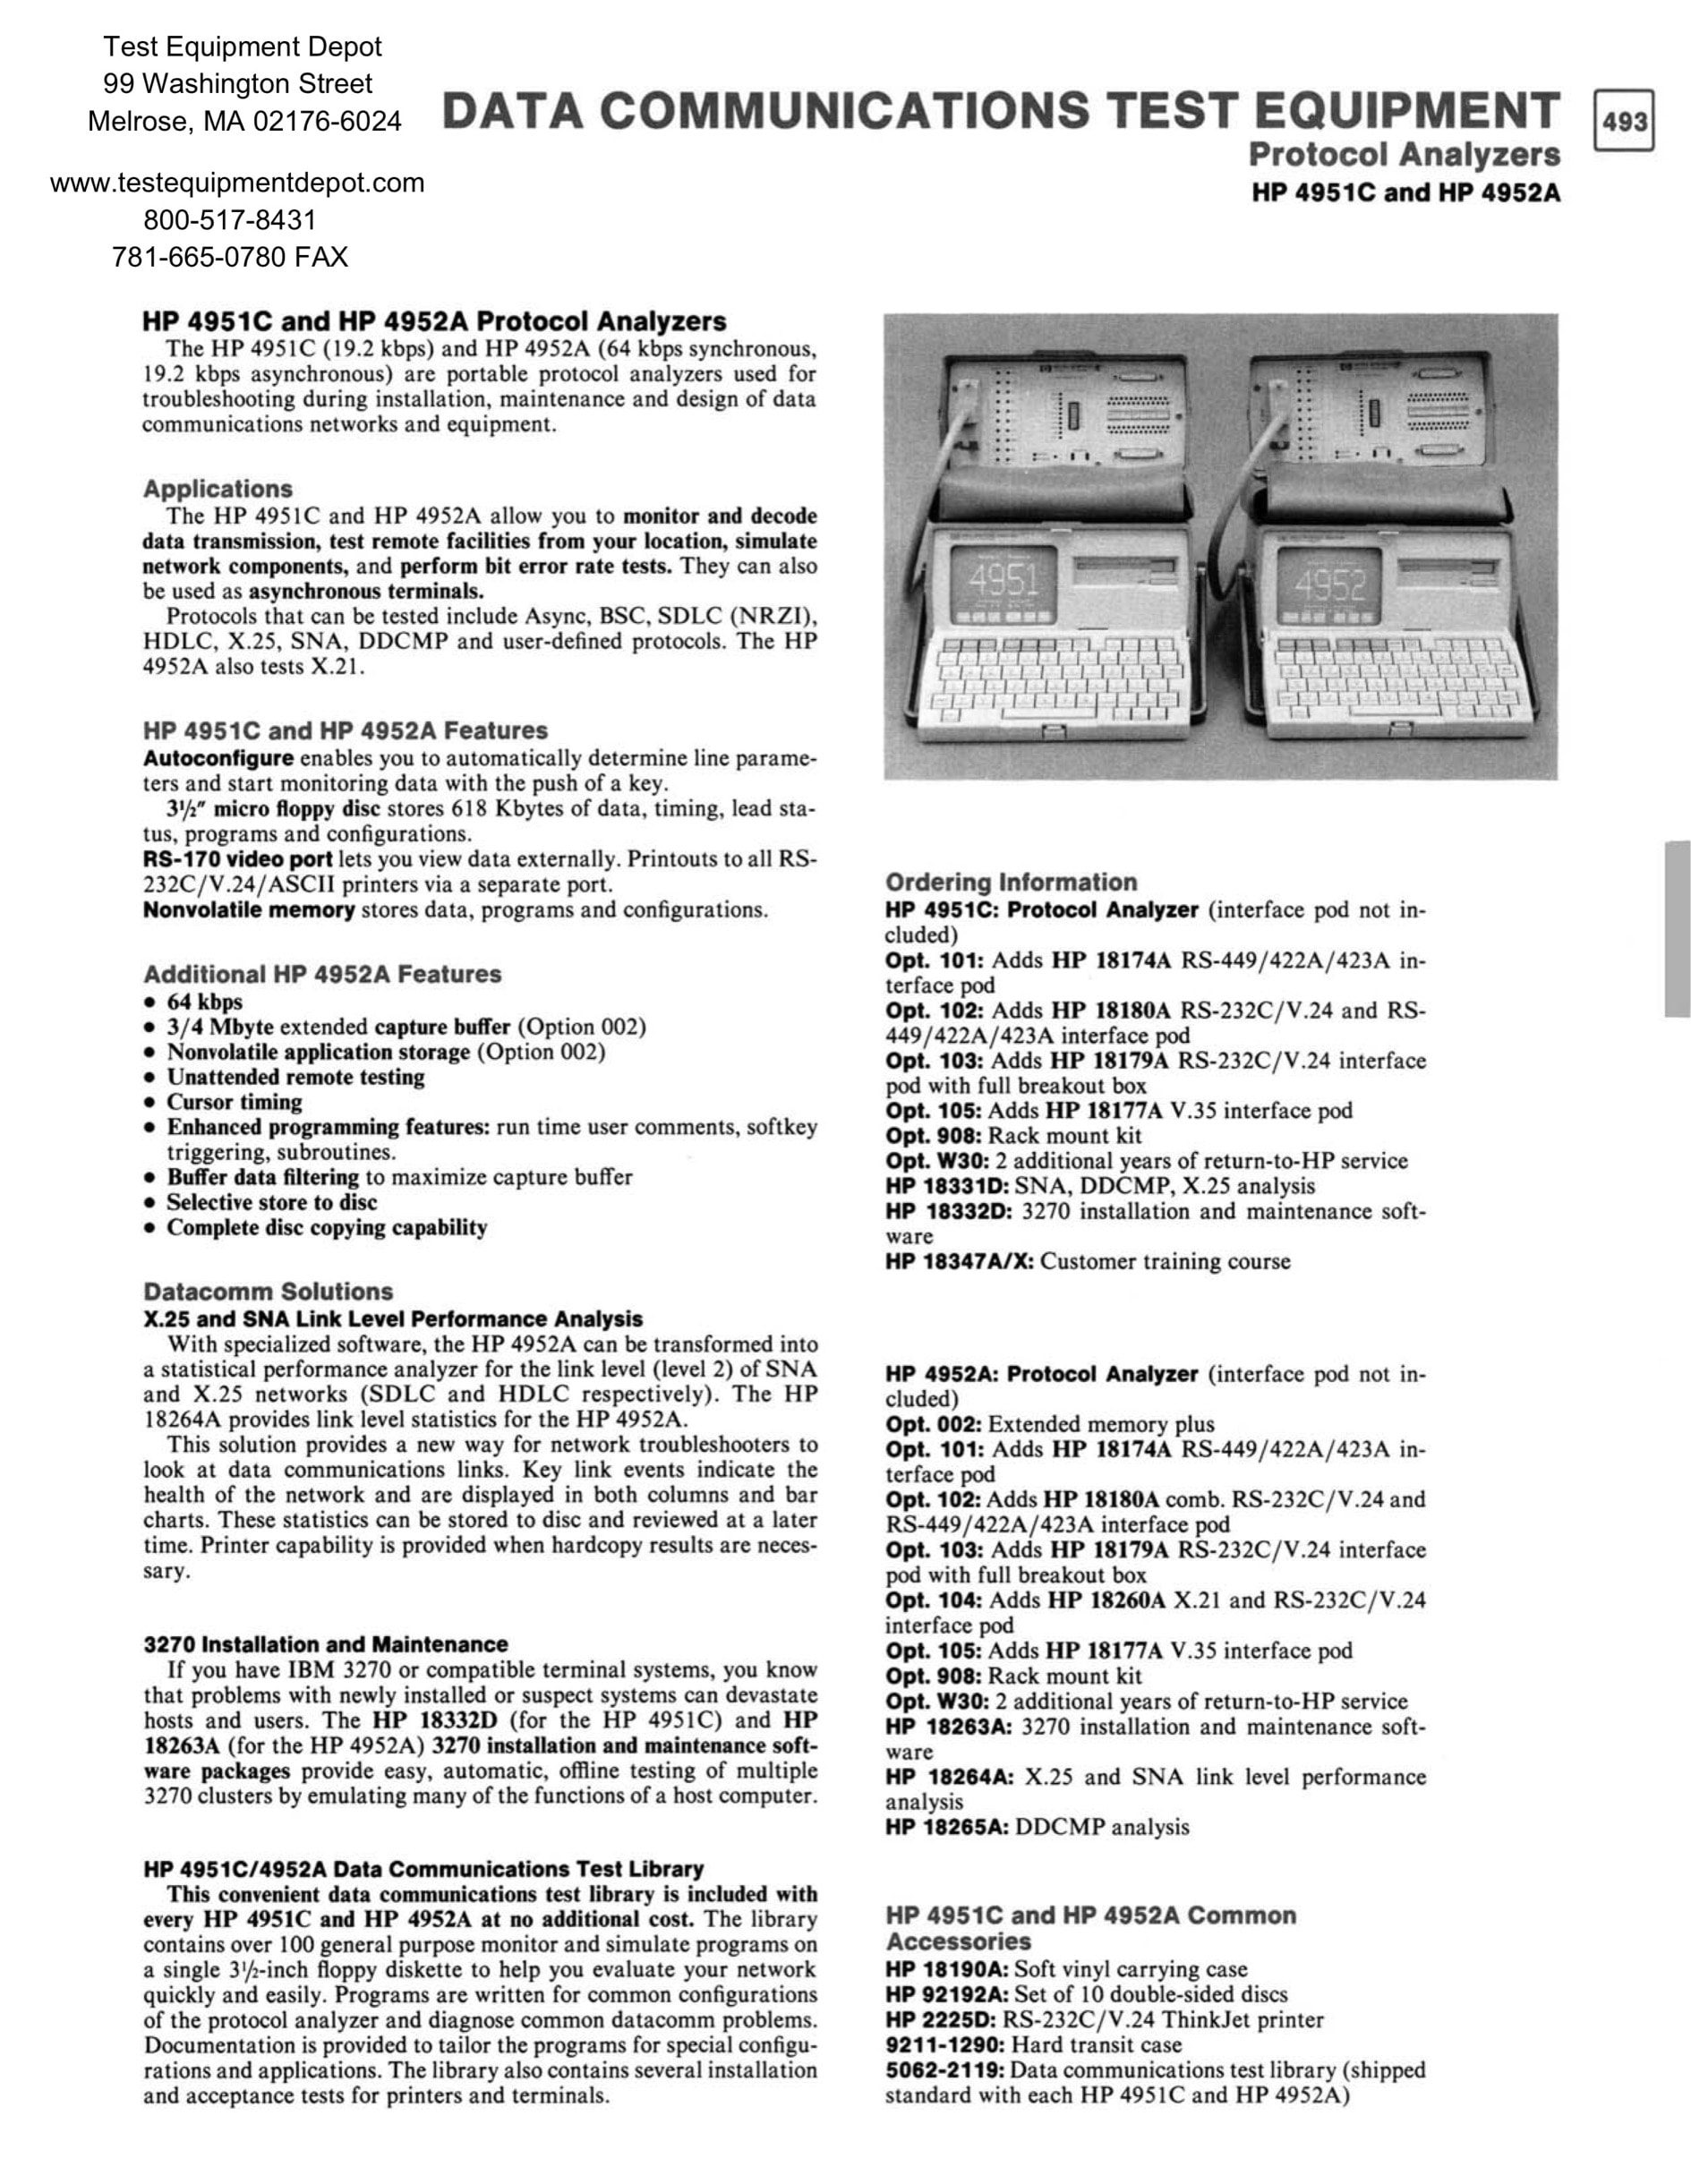 Test Equipment Depot
99 Washington Street
Melrose, MA 02176-6024
www.testequipmentdepot.com
800-517-8431
781-665-0780 FAX
DATA COMMUNICATIONS TEST EQUIPMENT
493
Protocol Analyzers
HP 4951C and HP 4952A
HP 4951C and HP 4952A Protocol Analyzers
The HP 4951C (19.2 kbps) and HP 4952A (64 kbps synchronous,
19.2 kbps asynchronous) are portable protocol analyzers used for
troubleshooting during installation, maintenance and design of data
communications networks and equipment.
Applications
The HP 4951C and HP 4952A allow you to monitor and decode
data transmission, test remote facilities from your location, simulate
network components, and perform bit error rate tests. They can also
be used as asynchronous terminals.
Protocols that can be tested include Async, BSC, SDLC (NRZI),
HDLC, X.25, SNA, DDCMP and user-defined protocols. The HP
4952A also tests X.21.
HP 4951C and HP 4952A Features
Autoconfigure enables you to automatically determine line parame-
ters and start monitoring data with the push of a key.
3½″ micro floppy disc stores 618 Kbytes of data, timing, lead sta-
tus, programs and configurations.
RS-170 video port lets you view data externally. Printouts to all RS-
232C/V.24/ASCII printers via a separate port.
Nonvolatile memory stores data, programs and configurations.
Additional HP 4952A Features
• 64 kbps
• 3/4 Mbyte extended capture buffer (Option 002)
• Nonvolatile application storage (Option 002)
• Unattended remote testing
• Cursor timing
• Enhanced programming features: run time user comments, softkey
triggering, subroutines.
• Buffer data filtering to maximize capture buffer
• Selective store to disc
• Complete disc copying capability
Datacomm Solutions
X.25 and SNA Link Level Performance Analysis
With specialized software, the HP 4952A can be transformed into
a statistical performance analyzer for the link level (level 2) of SNA
and X.25 networks (SDLC and HDLC respectively). The HP
18264A provides link level statistics for the HP 4952A.
This solution provides a new way for network troubleshooters to
look at data communications links. Key link events indicate the
health of the network and are displayed in both columns and bar
charts. These statistics can be stored to disc and reviewed at a later
time. Printer capability is provided when hardcopy results are neces-
sary.
3270 Installation and Maintenance
If you have IBM 3270 or compatible terminal systems, you know
that problems with newly installed or suspect systems can devastate
hosts and users. The HP 18332D (for the HP 4951C) and HP
18263A (for the HP 4952A) 3270 installation and maintenance soft-
ware packages provide easy, automatic, offline testing of multiple
3270 clusters by emulating many of the functions of a host computer.
HP 4951C/4952A Data Communications Test Library
This convenient data communications test library is included with
every HP 4951C and HP 4952A at no additional cost. The library
contains over 100 general purpose monitor and simulate programs on
a single 3½-inch floppy diskette to help you evaluate your network
quickly and easily. Programs are written for common configurations
of the protocol analyzer and diagnose common datacomm problems.
Documentation is provided to tailor the programs for special configu-
rations and applications. The library also contains several installation
and acceptance tests for printers and terminals.
4951
4952
Ordering Information
HP 4951C: Protocol Analyzer (interface pod not in-
cluded)
Opt. 101: Adds HP 18174A RS-449/422A/423A in-
terface pod
Opt. 102: Adds HP 18180A RS-232C/V.24 and RS-
449/422A/423A interface pod
Opt. 103: Adds HP 18179A RS-232C/V.24 interface
pod with full breakout box
Opt. 105: Adds HP 18177A V.35 interface pod
Opt. 908: Rack mount kit
Opt. W30: 2 additional years of return-to-HP service
HP 18331D: SNA, DDCMP, X.25 analysis
HP 18332D: 3270 installation and maintenance soft-
ware
HP 18347A/X: Customer training course
HP 4952A: Protocol Analyzer (interface pod not in-
cluded)
Opt. 002: Extended memory plus
Opt. 101: Adds HP 18174A RS-449/422A/423A in-
terface pod
Opt. 102: Adds HP 18180A comb. RS-232C/V.24 and
RS-449/422A/423A interface pod
Opt. 103: Adds HP 18179A RS-232C/V.24 interface
pod with full breakout box
Opt. 104: Adds HP 18260A X.21 and RS-232C/V.24
interface pod
Opt. 105: Adds HP 18177A V.35 interface pod
Opt. 908: Rack mount kit
Opt. W30: 2 additional years of return-to-HP service
HP 18263A: 3270 installation and maintenance soft-
ware
HP 18264A: X.25 and SNA link level performance
analysis
HP 18265A: DDCMP analysis
HP 4951C and HP 4952A Common
Accessories
HP 18190A: Soft vinyl carrying case
HP 92192A: Set of 10 double-sided discs
HP 2225D: RS-232C/V.24 ThinkJet printer
9211-1290: Hard transit case
5062-2119: Data communications test library (shipped
standard with each HP 4951C and HP 4952A)